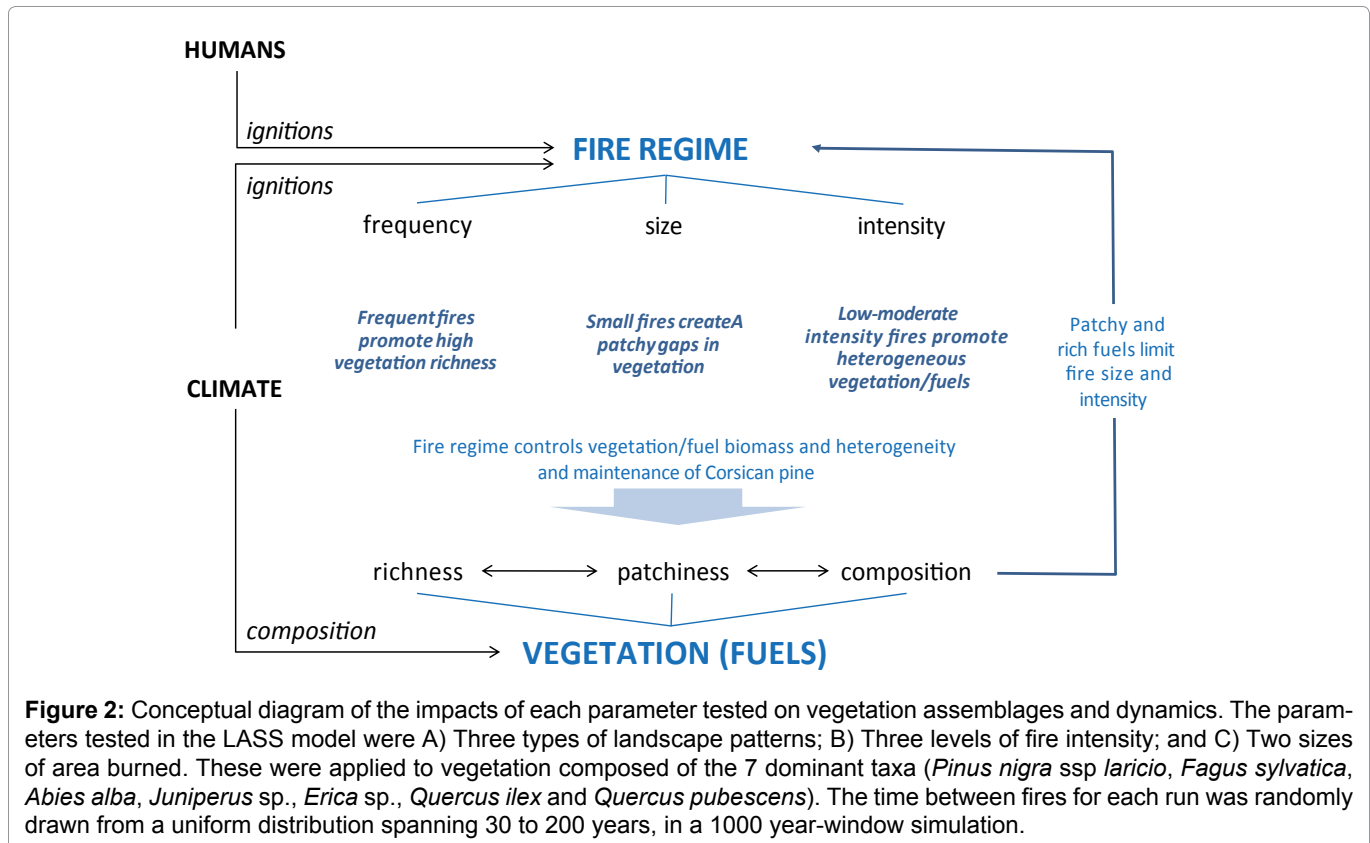 HUMANS
ignitions
FIRE REGIME
ignitions
frequency
size
intensity
Frequent fires
promote high
vegetation richness
Small fires createA
patchy gaps in
vegetation
Low-moderate
intensity fires promote
heterogeneous
vegetation/fuels
Patchy and
rich fuels limit
fire size and
intensity
CLIMATE
Fire regime controls vegetation/fuel biomass and heterogeneity
and maintenance of Corsican pine
richness
patchiness
composition
composition
VEGETATION (FUELS)
Figure 2: Conceptual diagram of the impacts of each parameter tested on vegetation assemblages and dynamics. The param-
eters tested in the LASS model were A) Three types of landscape patterns; B) Three levels of fire intensity; and C) Two sizes
of area burned. These were applied to vegetation composed of the 7 dominant taxa (Pinus nigra ssp laricio, Fagus sylvatica,
Abies alba, Juniperus sp., Erica sp., Quercus ilex and Quercus pubescens). The time between fires for each run was randomly
drawn from a uniform distribution spanning 30 to 200 years, in a 1000 year-window simulation.